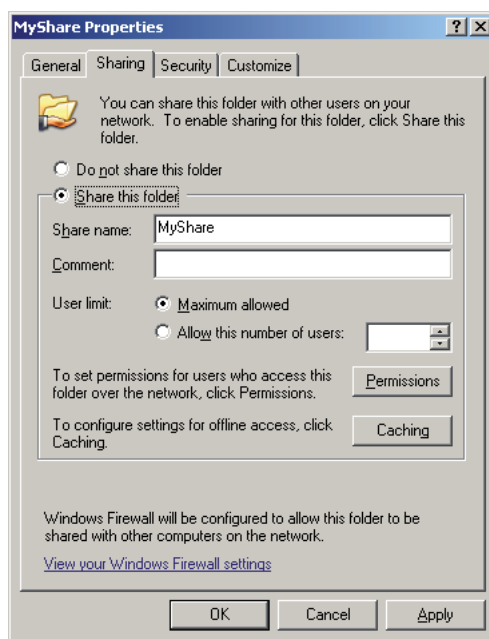 MyShare Properties
General Sharing Security Customize
You can share this folder with other users on your
network. To enable sharing for this folder, click Share this
folder.
Do not share this folder
Share this folder
Share name: MyShare
Comment:
User limit: Maximum allowed
Allow this number of users:
To set permissions for users who access this
folder over the network, click Permissions.
Permissions
To configure settings for offline access, click
Caching.
Caching
Windows Firewall will be configured to allow this folder to be
shared with other computers on the network.
View your Windows Firewall settings
OK Cancel Apply